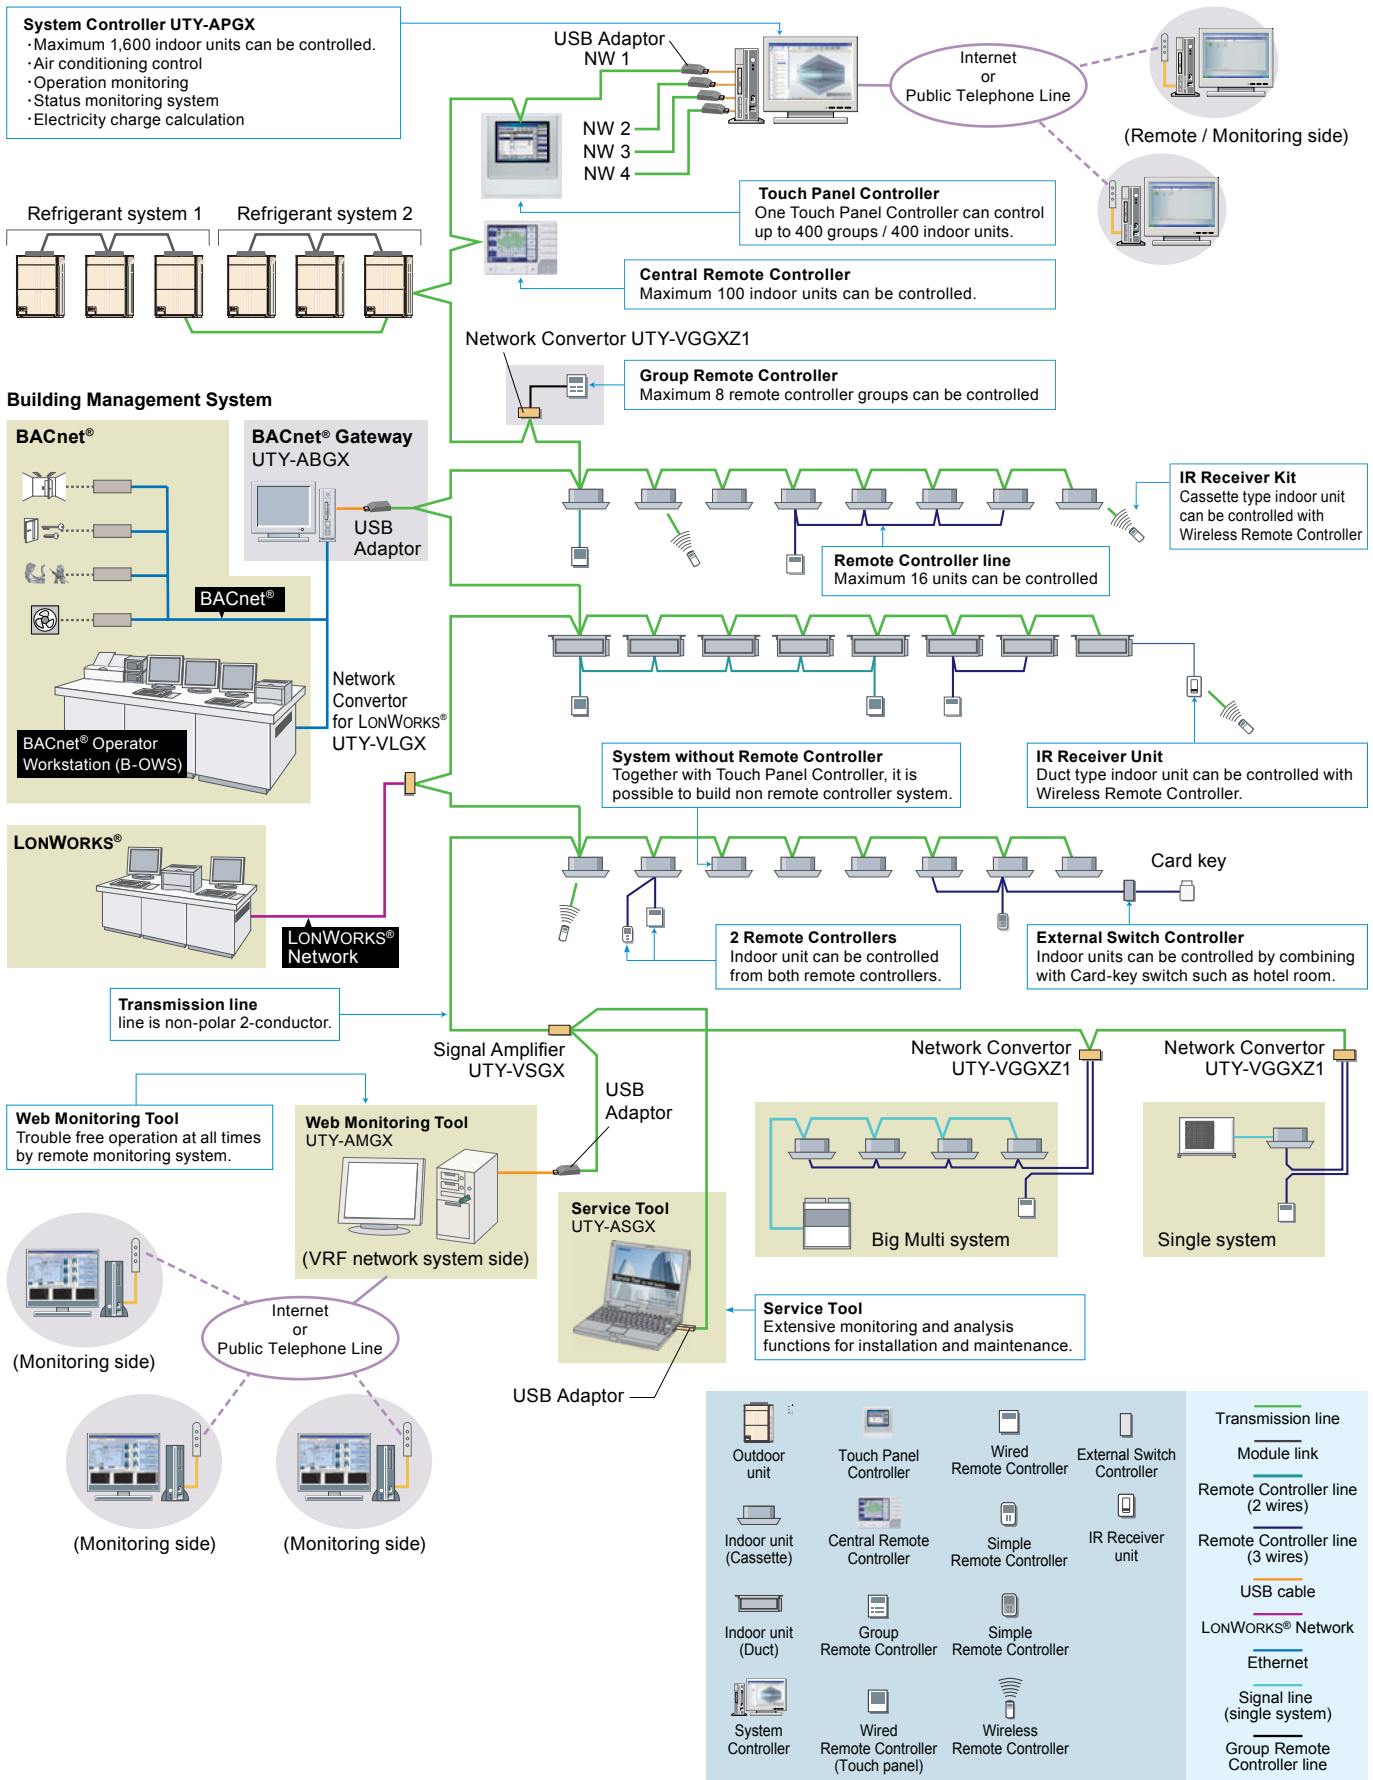 System Controller UTY-APGX
・Maximum 1,600 indoor units can be controlled.
・Air conditioning control
・Operation monitoring
・Status monitoring system
・Electricity charge calculation
USB Adaptor
NW 1
NW 2
NW 3
NW 4
Internet
or
Public Telephone Line
(Remote / Monitoring side)
Touch Panel Controller
One Touch Panel Controller can control
up to 400 groups / 400 indoor units.
Refrigerant system 1
Refrigerant system 2
Central Remote Controller
Maximum 100 indoor units can be controlled.
Network Convertor UTY-VGGXZ1
Group Remote Controller
Maximum 8 remote controller groups can be controlled
Building Management System
BACnet®
BACnet® Gateway
UTY-ABGX
USB
Adaptor
BACnet®
IR Receiver Kit
Cassette type indoor unit
can be controlled with
Wireless Remote Controller
Remote Controller line
Maximum 16 units can be controlled
Network
Convertor
for LONWORKS®
UTY-VLGX
BACnet® Operator
Workstation (B-OWS)
System without Remote Controller
Together with Touch Panel Controller, it is
possible to build non remote controller system.
IR Receiver Unit
Duct type indoor unit can be controlled with
Wireless Remote Controller.
LONWORKS®
LONWORKS®
Network
Card key
2 Remote Controllers
Indoor unit can be controlled
from both remote controllers.
External Switch Controller
Indoor units can be controlled by combining
with Card-key switch such as hotel room.
Transmission line
line is non-polar 2-conductor.
Signal Amplifier
UTY-VSGX
Network Convertor
UTY-VGGXZ1
Network Convertor
UTY-VGGXZ1
USB
Adaptor
Web Monitoring Tool
Trouble free operation at all times
by remote monitoring system.
Web Monitoring Tool
UTY-AMGX
(VRF network system side)
Service Tool
UTY-ASGX
Big Multi system
Single system
Internet
or
Public Telephone Line
(Monitoring side)
(Monitoring side)
(Monitoring side)
Service Tool
Extensive monitoring and analysis
functions for installation and maintenance.
USB Adaptor
Outdoor
unit
Touch Panel
Controller
Wired
Remote Controller
External Switch
Controller
Indoor unit
(Cassette)
Central Remote
Controller
Simple
Remote Controller
IR Receiver
unit
Indoor unit
(Duct)
Group
Remote Controller
Simple
Remote Controller
System
Controller
Wired
Remote Controller
(Touch panel)
Wireless
Remote Controller
Transmission line
Module link
Remote Controller line
(2 wires)
Remote Controller line
(3 wires)
USB cable
LONWORKS® Network
Ethernet
Signal line
(single system)
Group Remote
Controller line